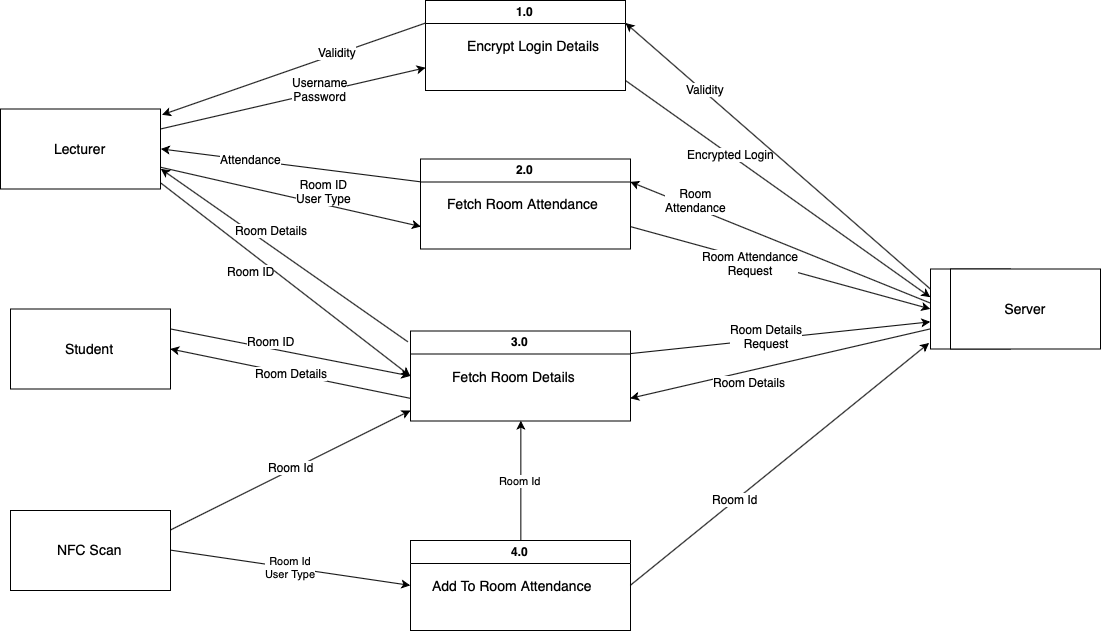 1.0
Encrypt Login Details
Validity
Username
Password
Validity
Lecturer
Encrypted Login
2.0
Fetch Room Attendance
Attendance
Room ID
User Type
Room
Attendance
Room Details
Room ID
Room Attendance
Request
Server
Student
Room ID
Room Details
3.0
Fetch Room Details
Room Details
Request
Room Details
Room Id
Room Id
Room Id
NFC Scan
Room Id
User Type
4.0
Add To Room Attendance